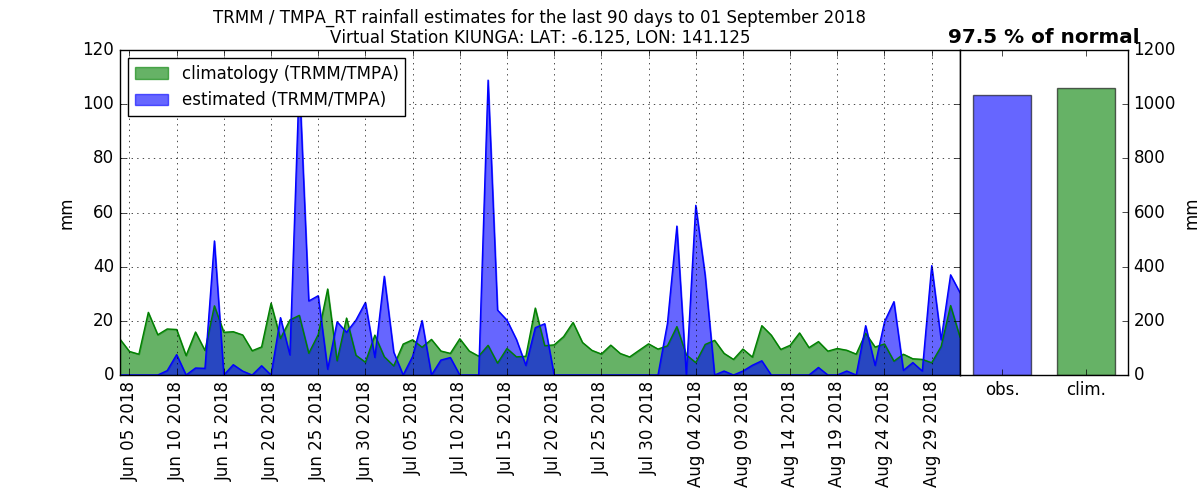 TRMM / TMPA_RT rainfall estimates for the last 90 days to 01 September 2018
Virtual Station KIUNGA: LAT: -6.125, LON: 141.125
97.5 % of normal
climatology (TRMM/TMPA)
estimated (TRMM/TMPA)
mm
120
100
80
60
40
20
0
Jun 05 2018
Jun 10 2018
Jun 15 2018
Jun 20 2018
Jun 25 2018
Jun 30 2018
Jul 05 2018
Jul 10 2018
Jul 15 2018
Jul 20 2018
Jul 25 2018
Jul 30 2018
Aug 04 2018
Aug 09 2018
Aug 14 2018
Aug 19 2018
Aug 24 2018
Aug 29 2018
1200
1000
800
600
400
200
0
mm
obs.
clim.